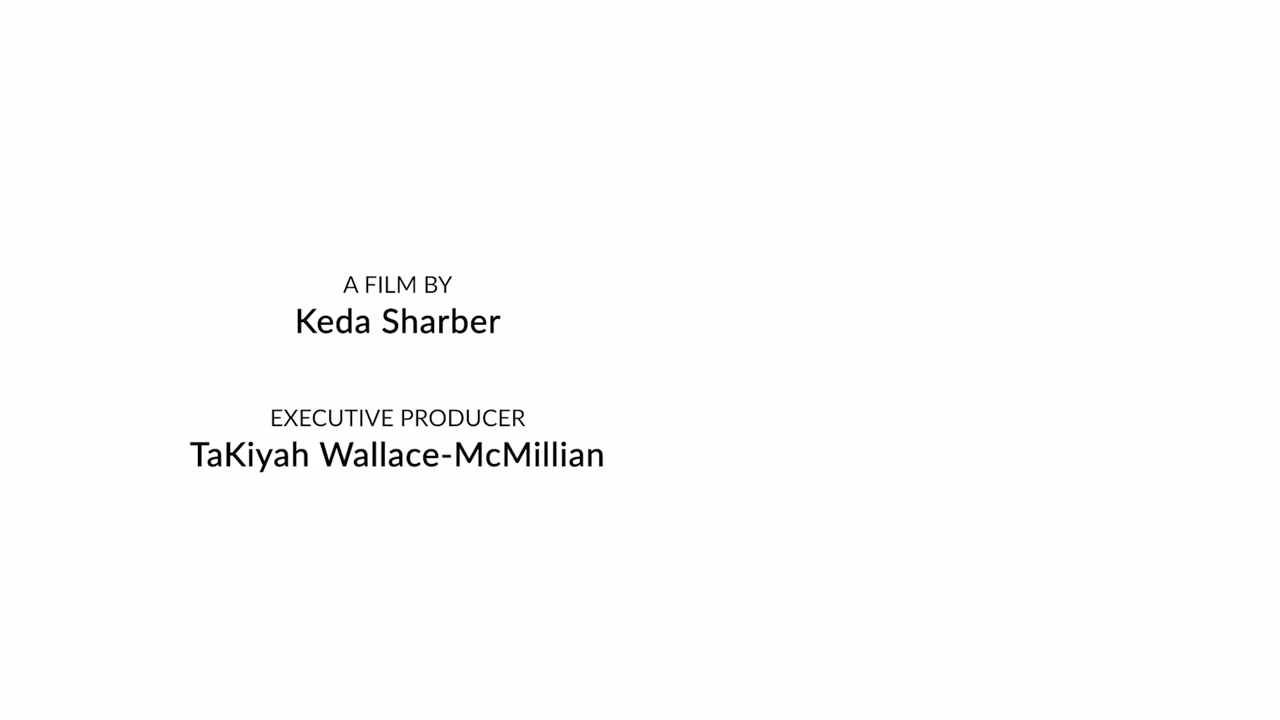 A FILM BY
Keda Sharber
EXECUTIVE PRODUCER
TaKiyah Wallace-McMillian